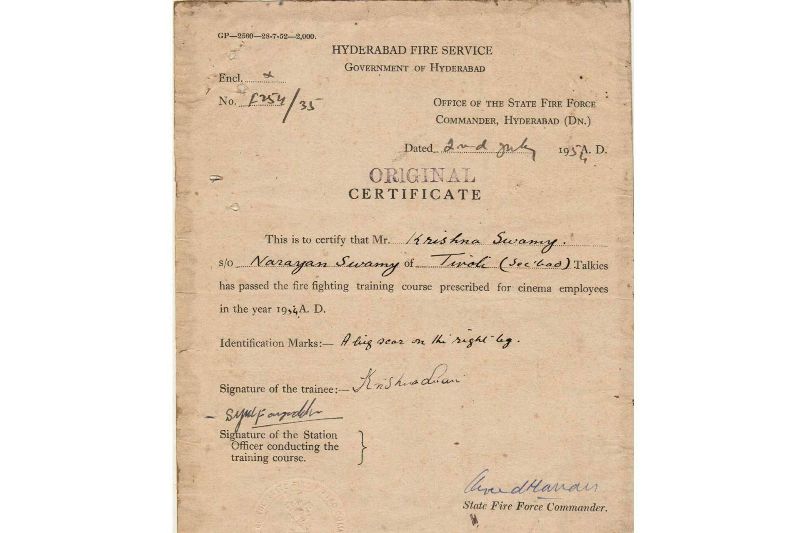 GP—2500—28-7-52—2,000.
HYDERABAD FIRE SERVICE
GOVERNMENT OF HYDERABAD
Encl.
No. F254/35
OFFICE OF THE STATE FIRE FORCE
COMMANDER, HYDERABAD (DN.)
Dated 2nd July 1954 A. D.
ORIGINAL
CERTIFICATE
This is to certify that Mr. Krishna Swamy.
s/o Narayan Swamy of Tivoli (Sec'bad) Talkies
has passed the fire fighting training course prescribed for cinema employees
in the year 1954 A. D.
Identification Marks:— A big scar on the right leg.
Signature of the trainee:—
Signature of the Station
Officer conducting the
training course.
State Fire Force Commander.